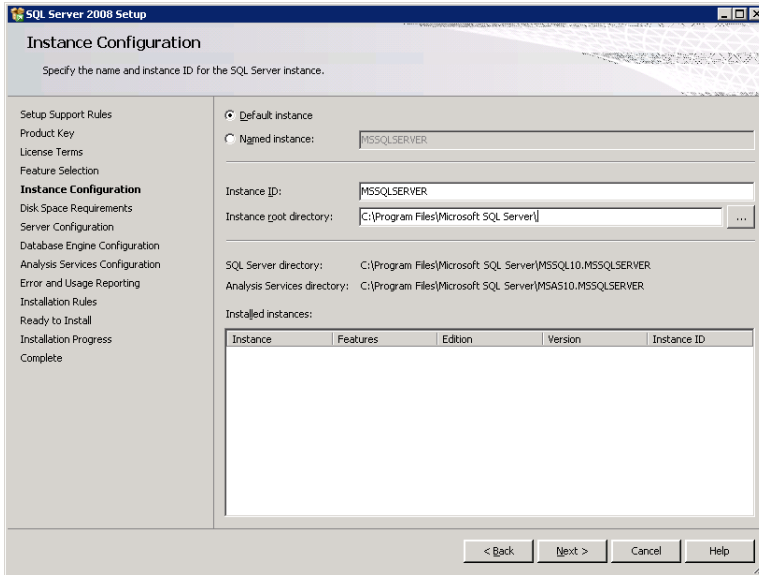 SQL Server 2008 Setup
Instance Configuration
Specify the name and instance ID for the SQL Server instance.
Setup Support Rules
Product Key
License Terms
Feature Selection
Instance Configuration
Disk Space Requirements
Server Configuration
Database Engine Configuration
Analysis Services Configuration
Error and Usage Reporting
Installation Rules
Ready to Install
Installation Progress
Complete
Default instance
Named instance: MSSQLSERVER
Instance ID: MSSQLSERVER
Instance root directory: C:\Program Files\Microsoft SQL Server\ ...
SQL Server directory: C:\Program Files\Microsoft SQL Server\MSSQL10.MSSQLSERVER
Analysis Services directory: C:\Program Files\Microsoft SQL Server\MSAS10.MSSQLSERVER
Installed instances:
Instance Features Edition Version Instance ID
< Back Next > Cancel Help